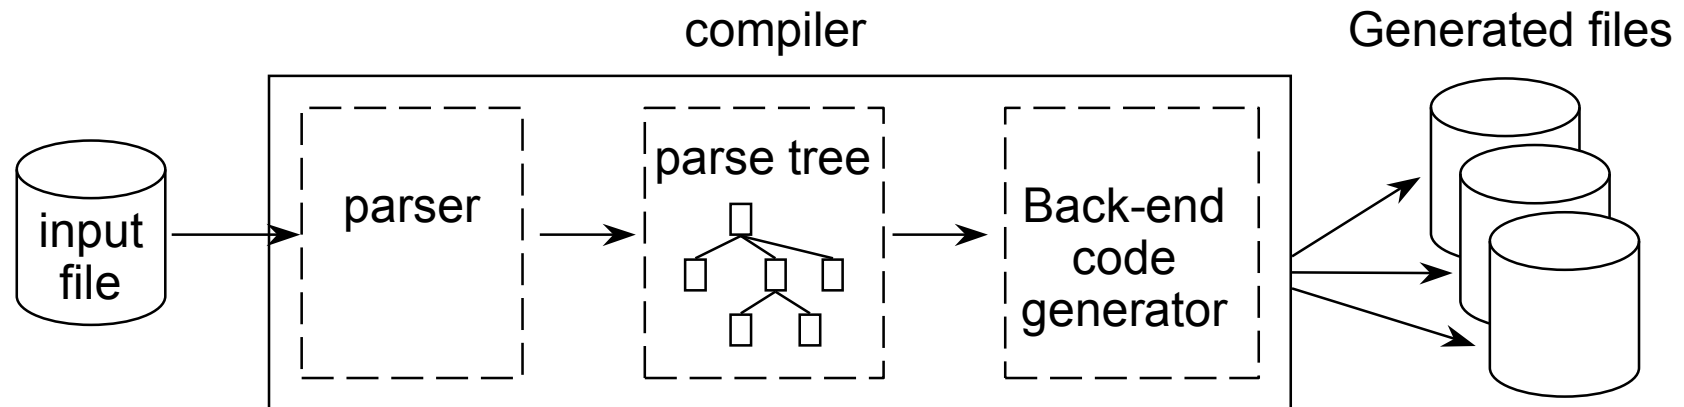 compiler
Generated files
input
file
parser
parse tree
Back-end
code
generator